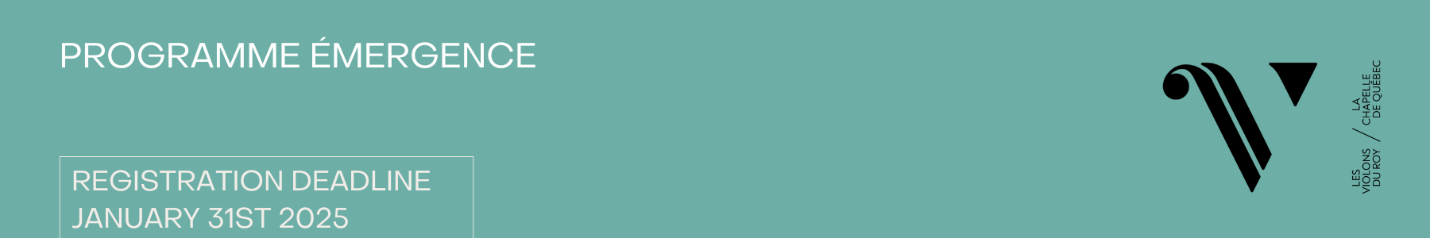 PROGRAMME ÉMERGENCE
REGISTRATION DEADLINE
JANUARY 31ST 2025
LES
VIOLONS
DU ROY
/
LA
CHAPELLE
DE QUÉBEC